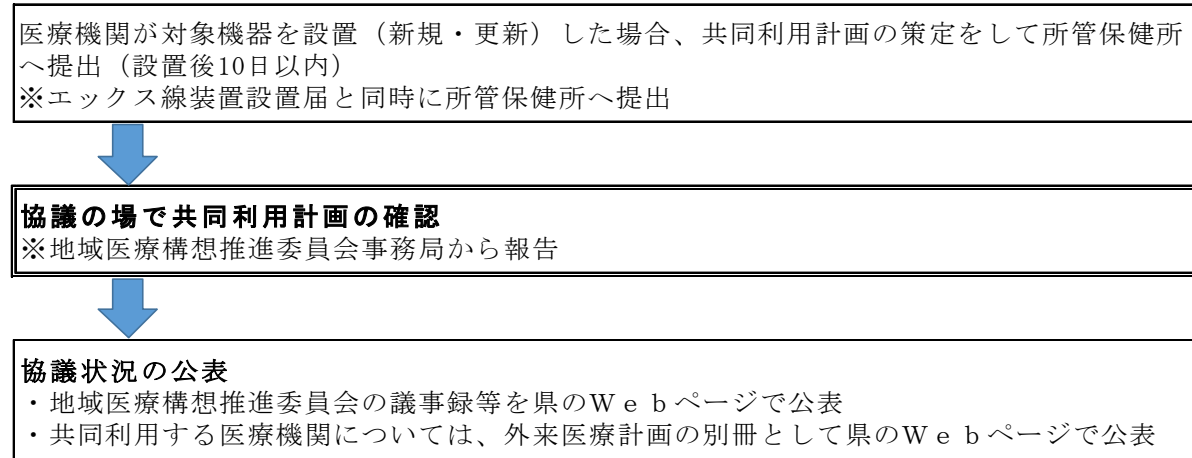 医療機関が対象機器を設置（新規・更新）した場合、共同利用計画の策定をして所管保健所
へ提出（設置後10日以内）
※エックス線装置設置届と同時に所管保健所へ提出
協議の場で共同利用計画の確認
※地域医療構想推進委員会事務局から報告
協議状況の公表
・地域医療構想推進委員会の議事録等を県のＷｅｂページで公表
・共同利用する医療機関については、外来医療計画の別冊として県のＷｅｂページで公表